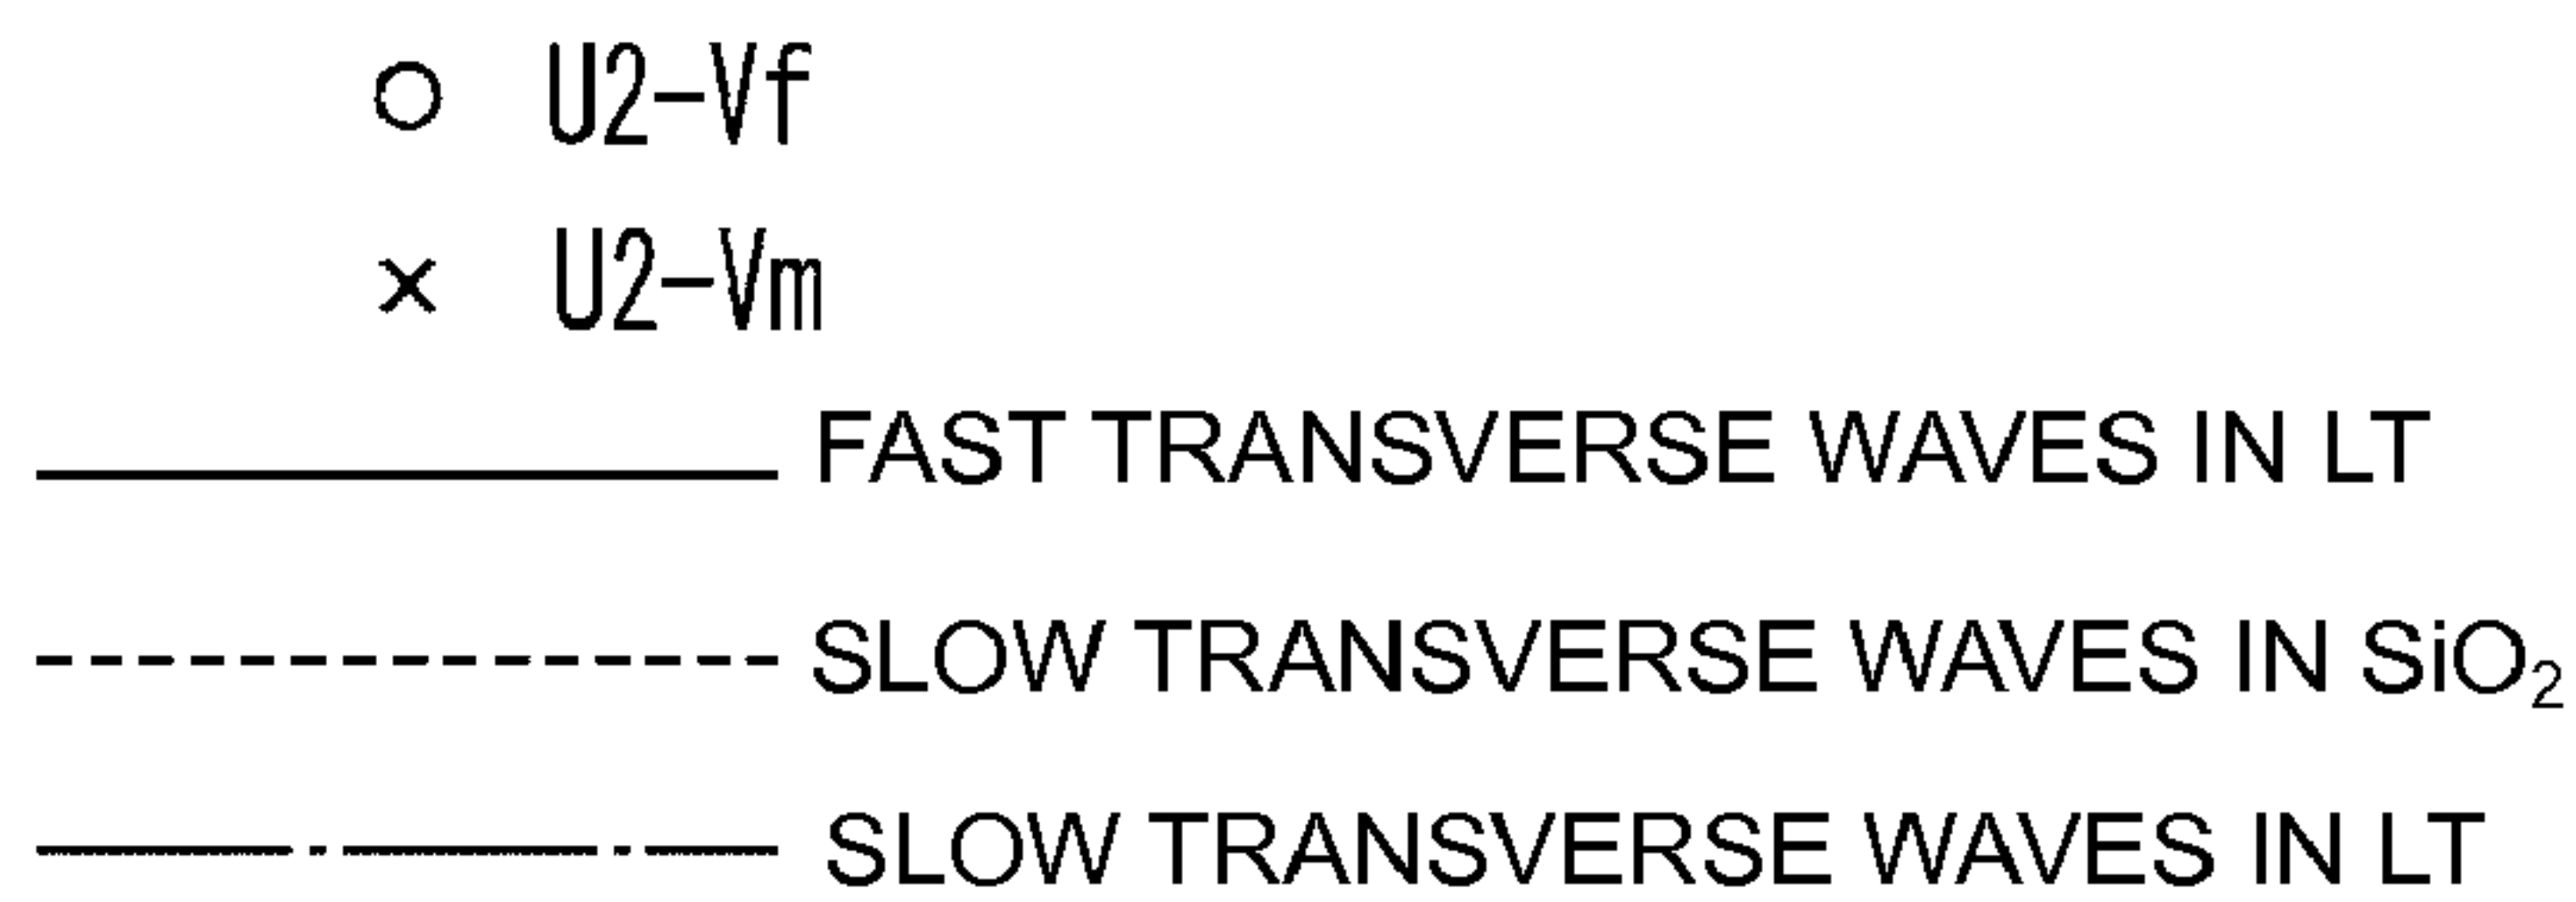 ○ U2-Vf
× U2-Vm
FAST TRANSVERSE WAVES IN LT
SLOW TRANSVERSE WAVES IN SiO₂
SLOW TRANSVERSE WAVES IN LT